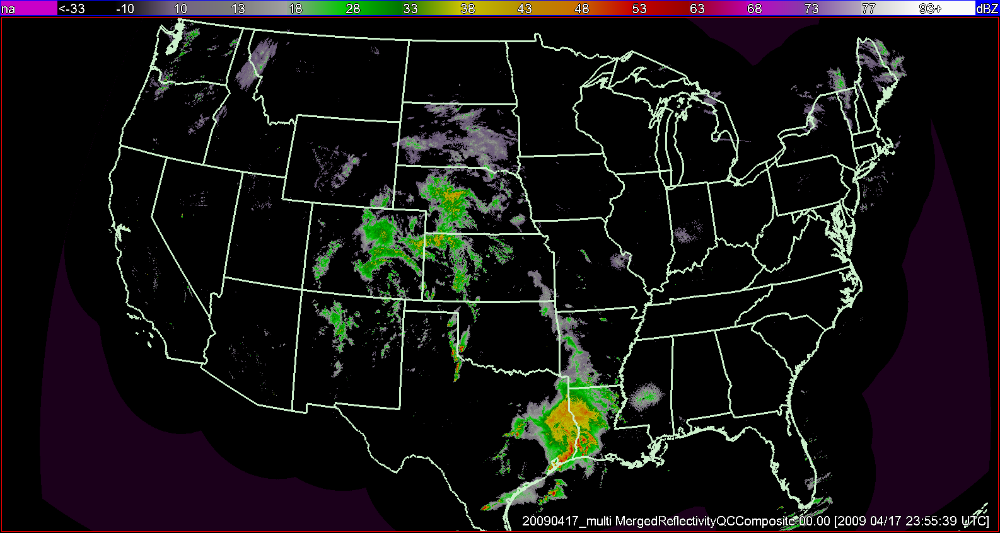 na <-33 -10 10 13 18 28 33 38 43 48 53 63 68 73 77 93+ dBZ
20090417_multi MergedReflectivityQCComposite 00.00 [2009 04/17 23:55:39 UTC]